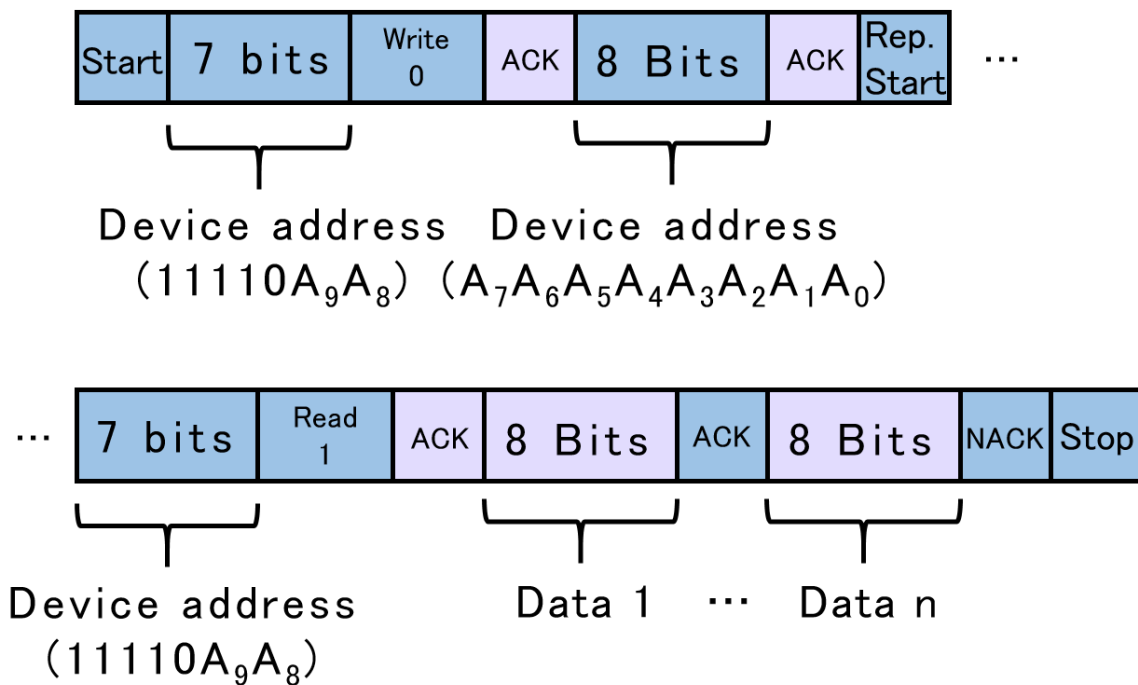 Start 7 bits Write 0 ACK 8 Bits ACK Rep. Start …
Device address Device address
(11110A₉A₈) (A₇A₆A₅A₄A₃A₂A₁A₀)
… 7 bits Read 1 ACK 8 Bits ACK 8 Bits NACK Stop
Device address Data 1 … Data n
(11110A₉A₈)